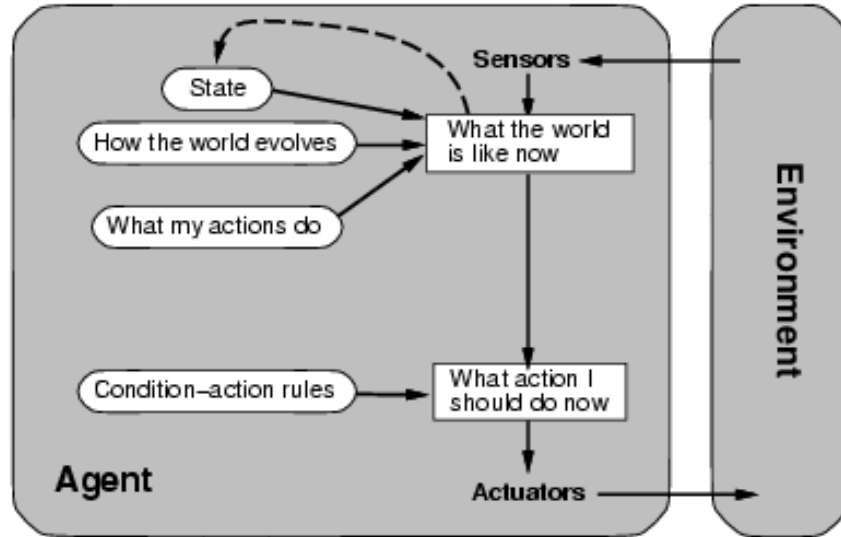 Sensors
State
What the world
is like now
How the world evolves
What my actions do
Condition–action rules
What action I
should do now
Agent
Actuators
Environment